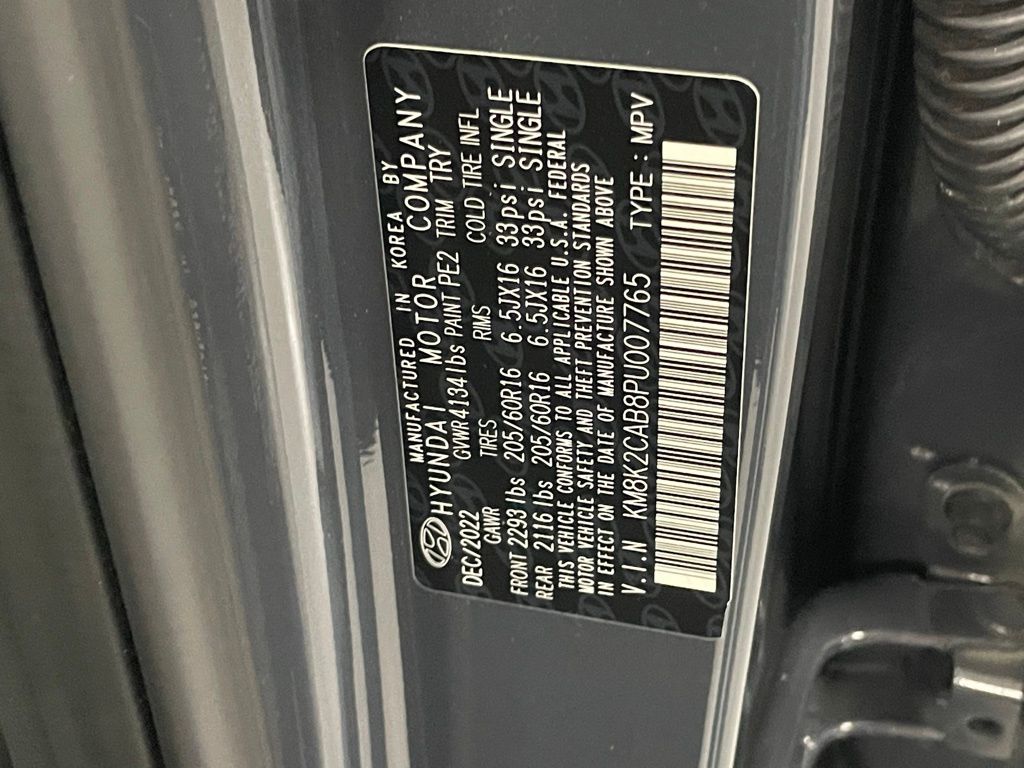 MANUFACTURED IN KOREA BY
HYUNDAI MOTOR COMPANY
DEC/2022 GVWR 4134 lbs PAINT PE2 TRIM TRY
GAWR TIRES RIMS COLD TIRE INFL
FRONT 2293 lbs 205/60R16 6.5JX16 33psi SINGLE
REAR 2116 lbs 205/60R16 6.5JX16 33psi SINGLE
THIS VEHICLE CONFORMS TO ALL APPLICABLE U.S.A. FEDERAL
MOTOR VEHICLE SAFETY AND THEFT PREVENTION STANDARDS
IN EFFECT ON THE DATE OF MANUFACTURE SHOWN ABOVE
V.I.N KM8K2CAB8PU007765 TYPE : MPV